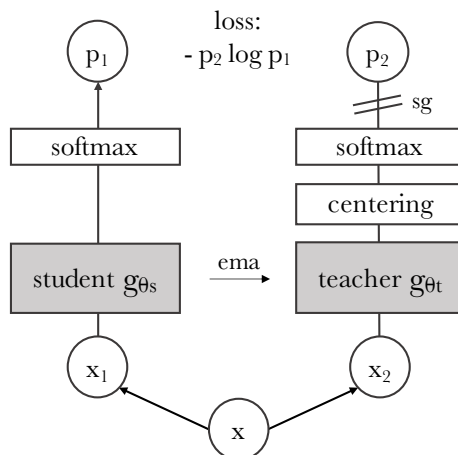 loss:
p₁
- p₂ log p₁
p₂
sg
softmax
softmax
centering
student gθs
ema
teacher gθt
x₁
x₂
x